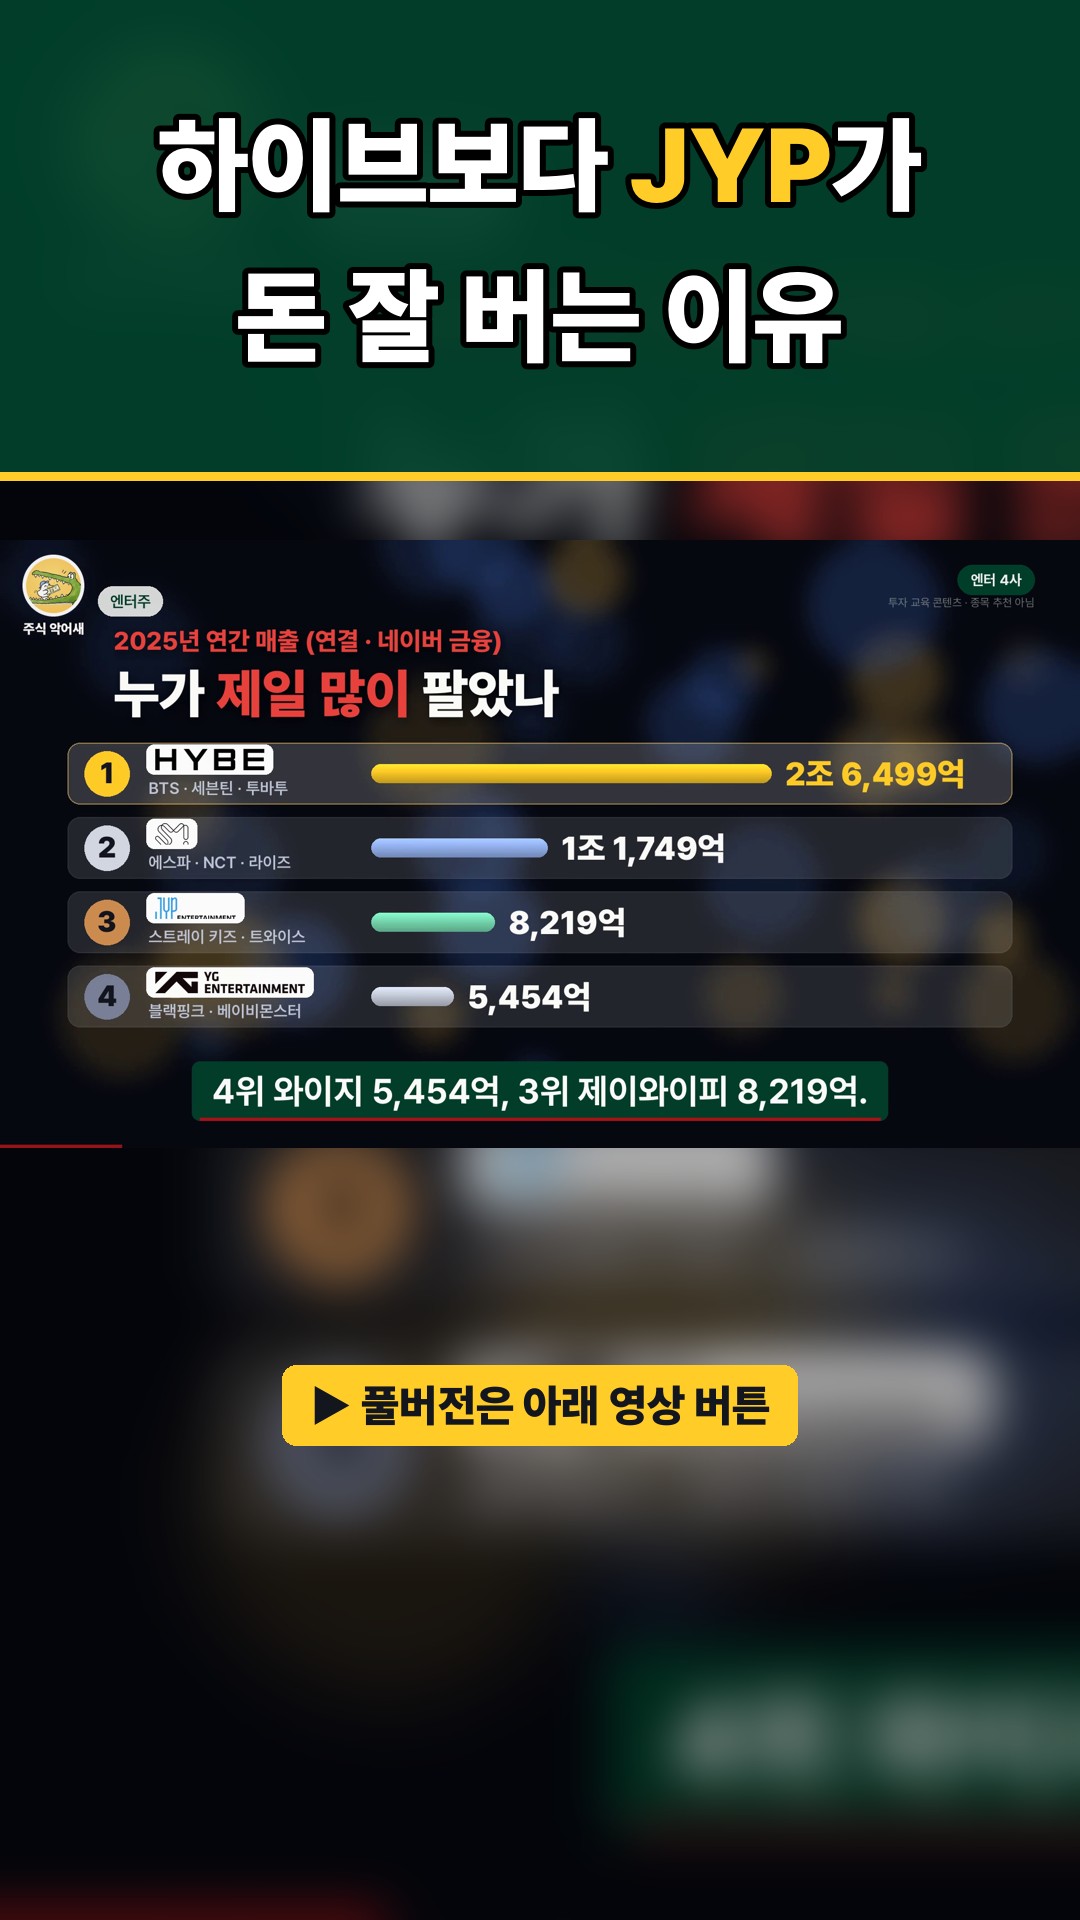 하이브보다 JYP가
돈 잘 버는 이유
주식 악어새
엔터주
엔터 4사
투자 교육 콘텐츠 · 종목 추천 아님
2025년 연간 매출 (연결 · 네이버 금융)
누가 제일 많이 팔았나
1
HYBE
BTS · 세븐틴 · 투바투
2조 6,499억
2
SM
에스파 · NCT · 라이즈
1조 1,749억
3
JYP ENTERTAINMENT
스트레이 키즈 · 트와이스
8,219억
4
YG
ENTERTAINMENT
블랙핑크 · 베이비몬스터
5,454억
4위 와이지 5,454억, 3위 제이와이피 8,219억.
▶ 풀버전은 아래 영상 버튼